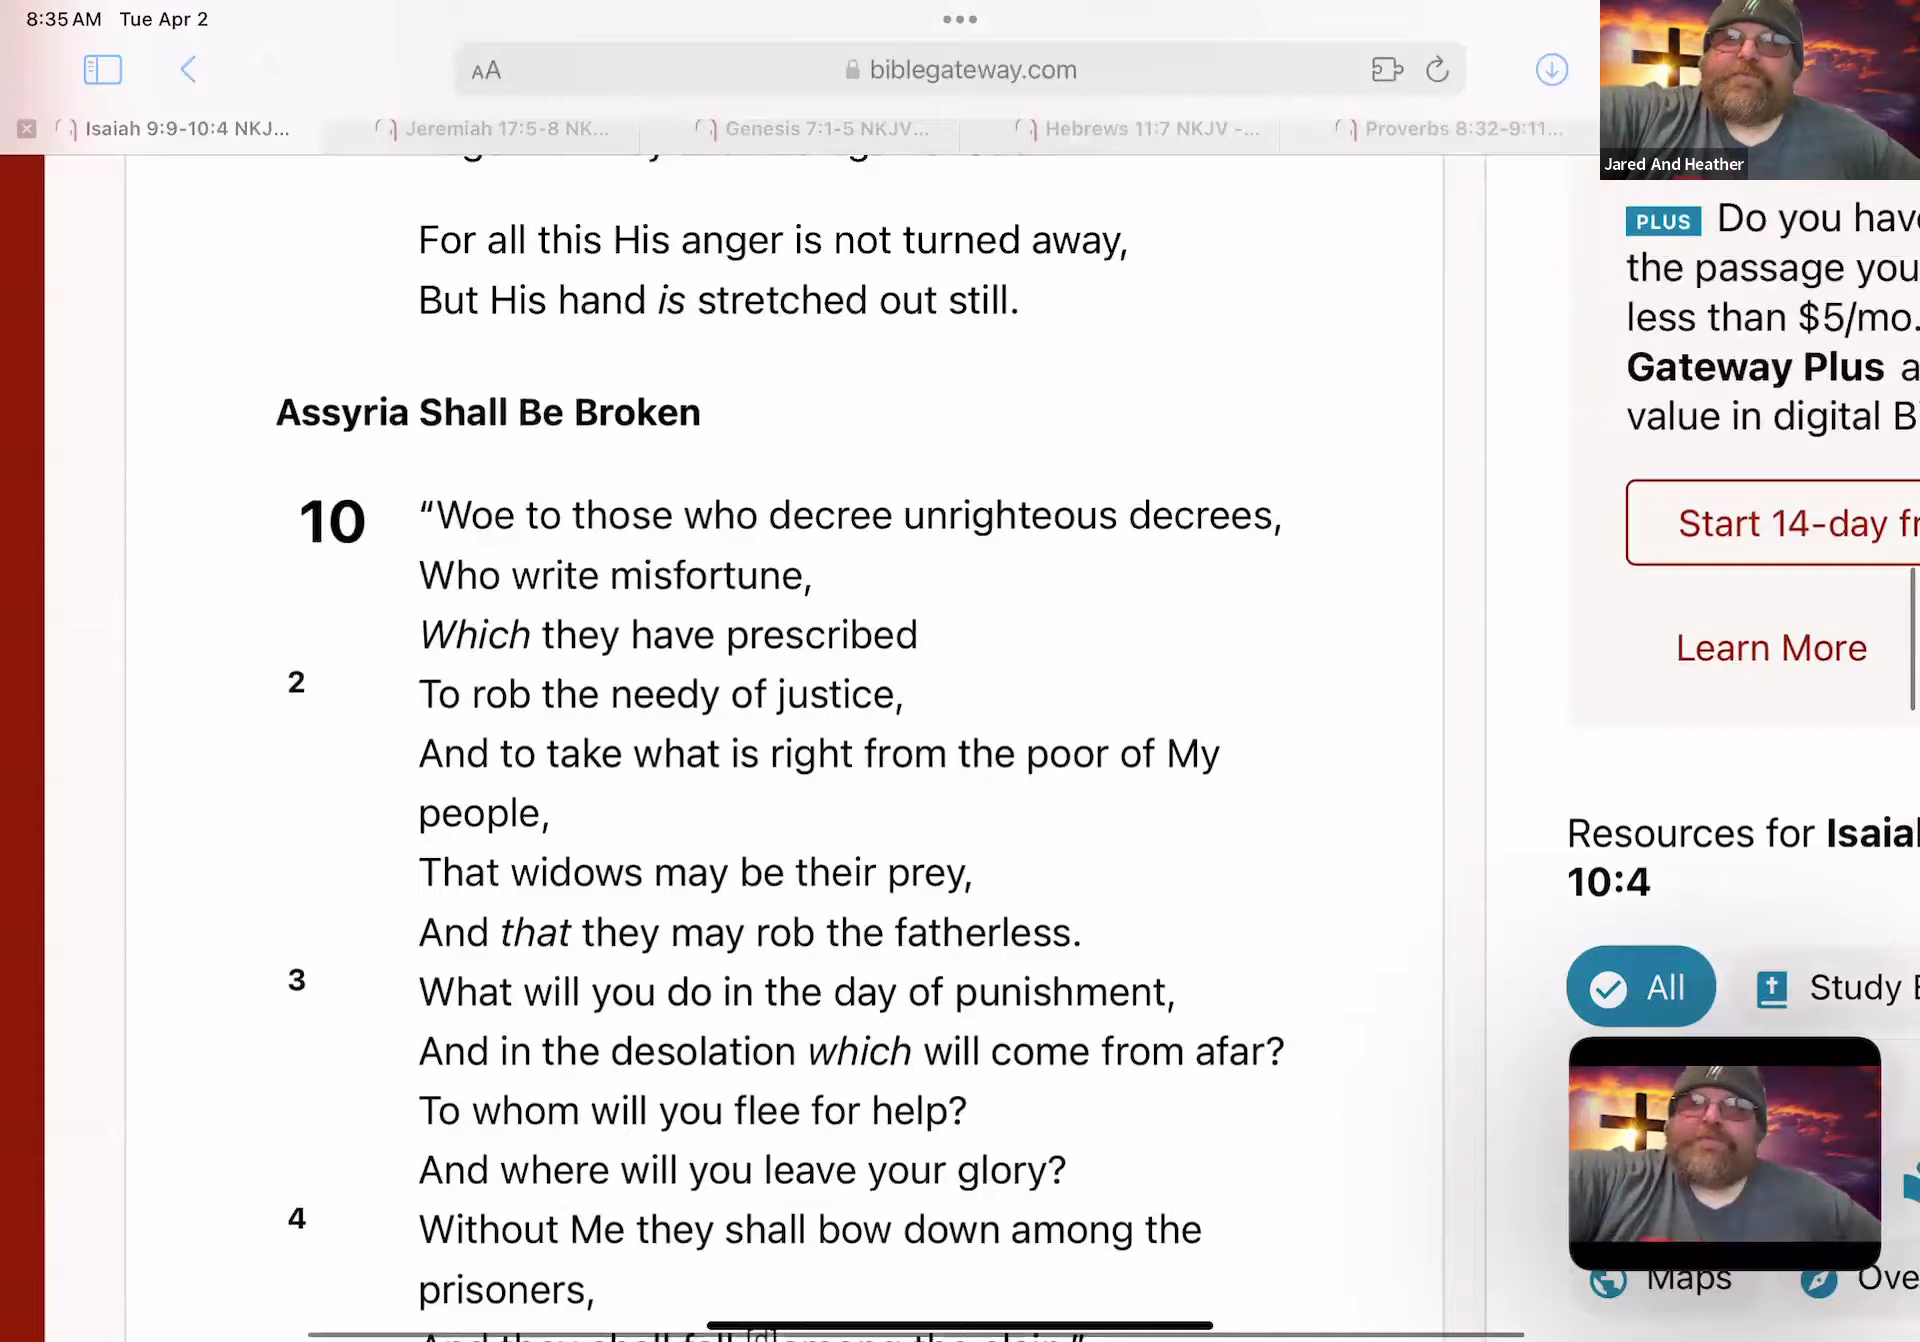 8:35 AM Tue Apr 2
AA
biblegateway.com
Isaiah 9:9-10:4 NKJ...
Jeremiah 17:5-8 NK...
Genesis 7:1-5 NKJV...
Hebrews 11:7 NKJV -...
Proverbs 8:32-9:11...
Jared And Heather
For all this His anger is not turned away,
But His hand is stretched out still.
Assyria Shall Be Broken
10 “Woe to those who decree unrighteous decrees,
Who write misfortune,
Which they have prescribed
2 To rob the needy of justice,
And to take what is right from the poor of My
people,
That widows may be their prey,
And that they may rob the fatherless.
3 What will you do in the day of punishment,
And in the desolation which will come from afar?
To whom will you flee for help?
And where will you leave your glory?
4 Without Me they shall bow down among the
prisoners,
And they shall fall [d]among the slain.”
PLUS Do you have
the passage you
less than $5/mo.
Gateway Plus a
value in digital B
Start 14-day fr
Learn More
Resources for Isaia
10:4
All
Study B
Maps
Ove